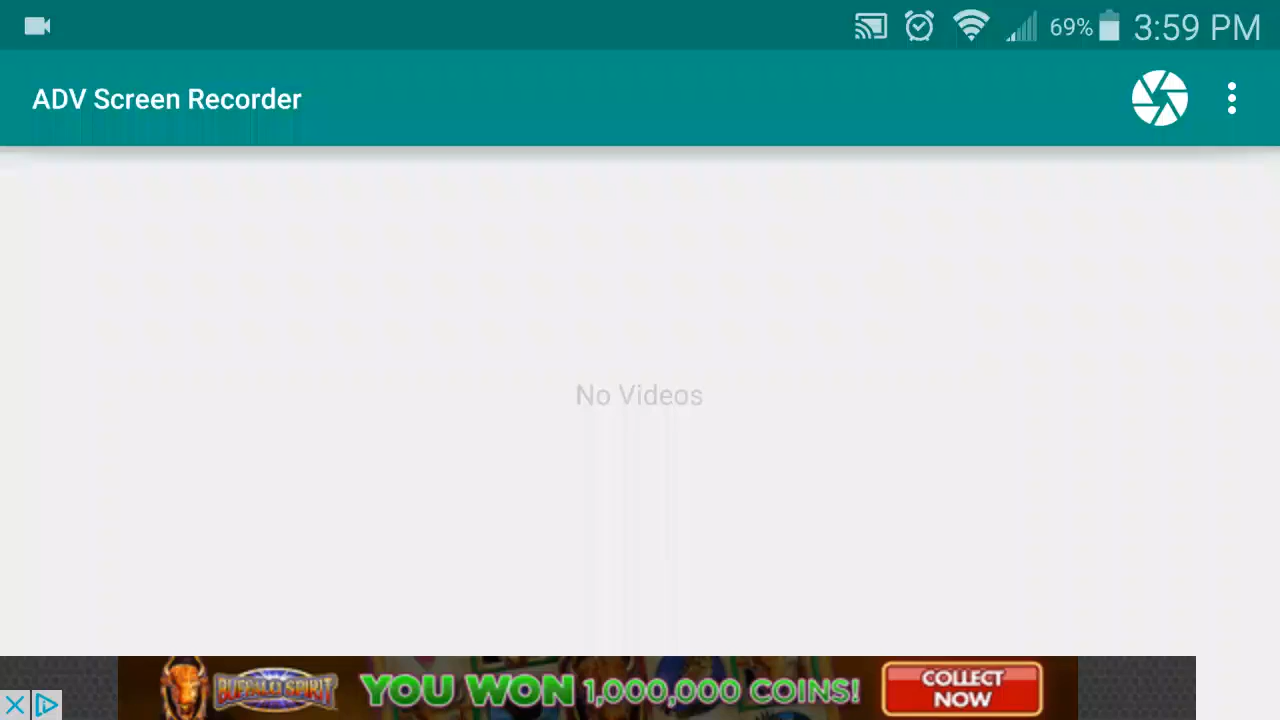 69% 3:59 PM
ADV Screen Recorder
No Videos
BUFFALO SPIRIT YOU WON 1,000,000 COINS! COLLECT NOW